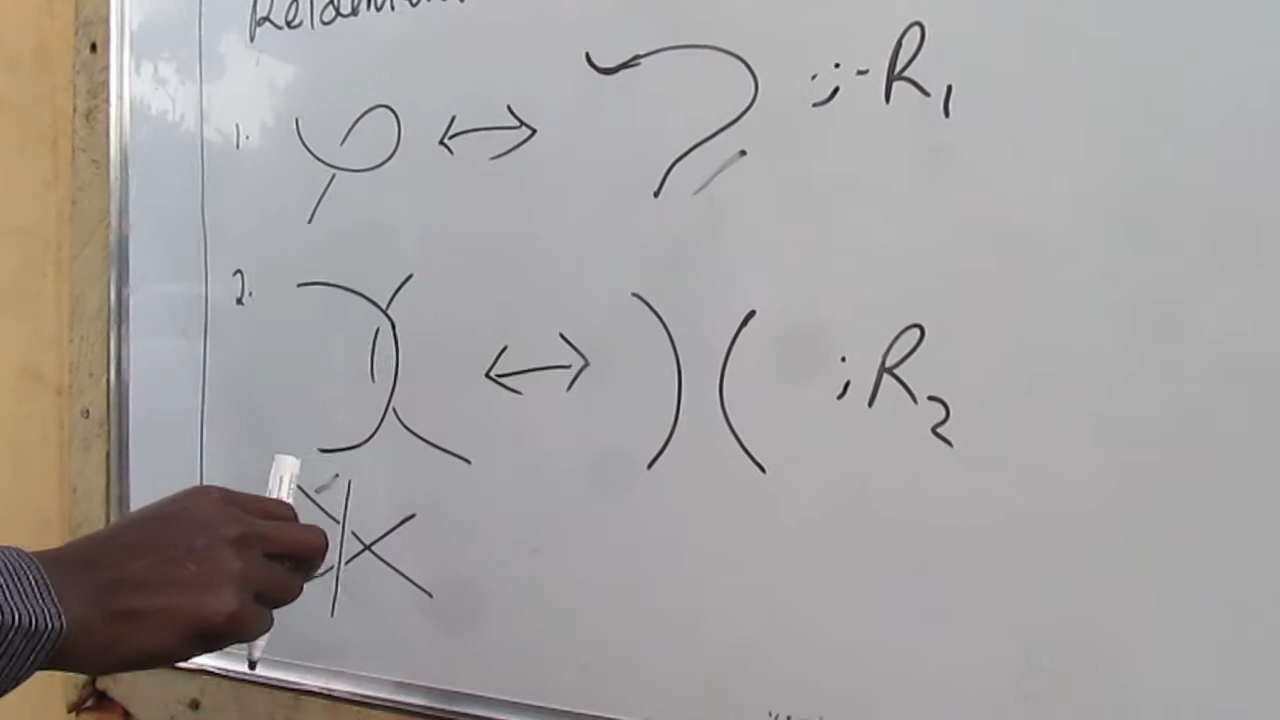 1. ↔ ; - R₁
2. ↔ ; R₂